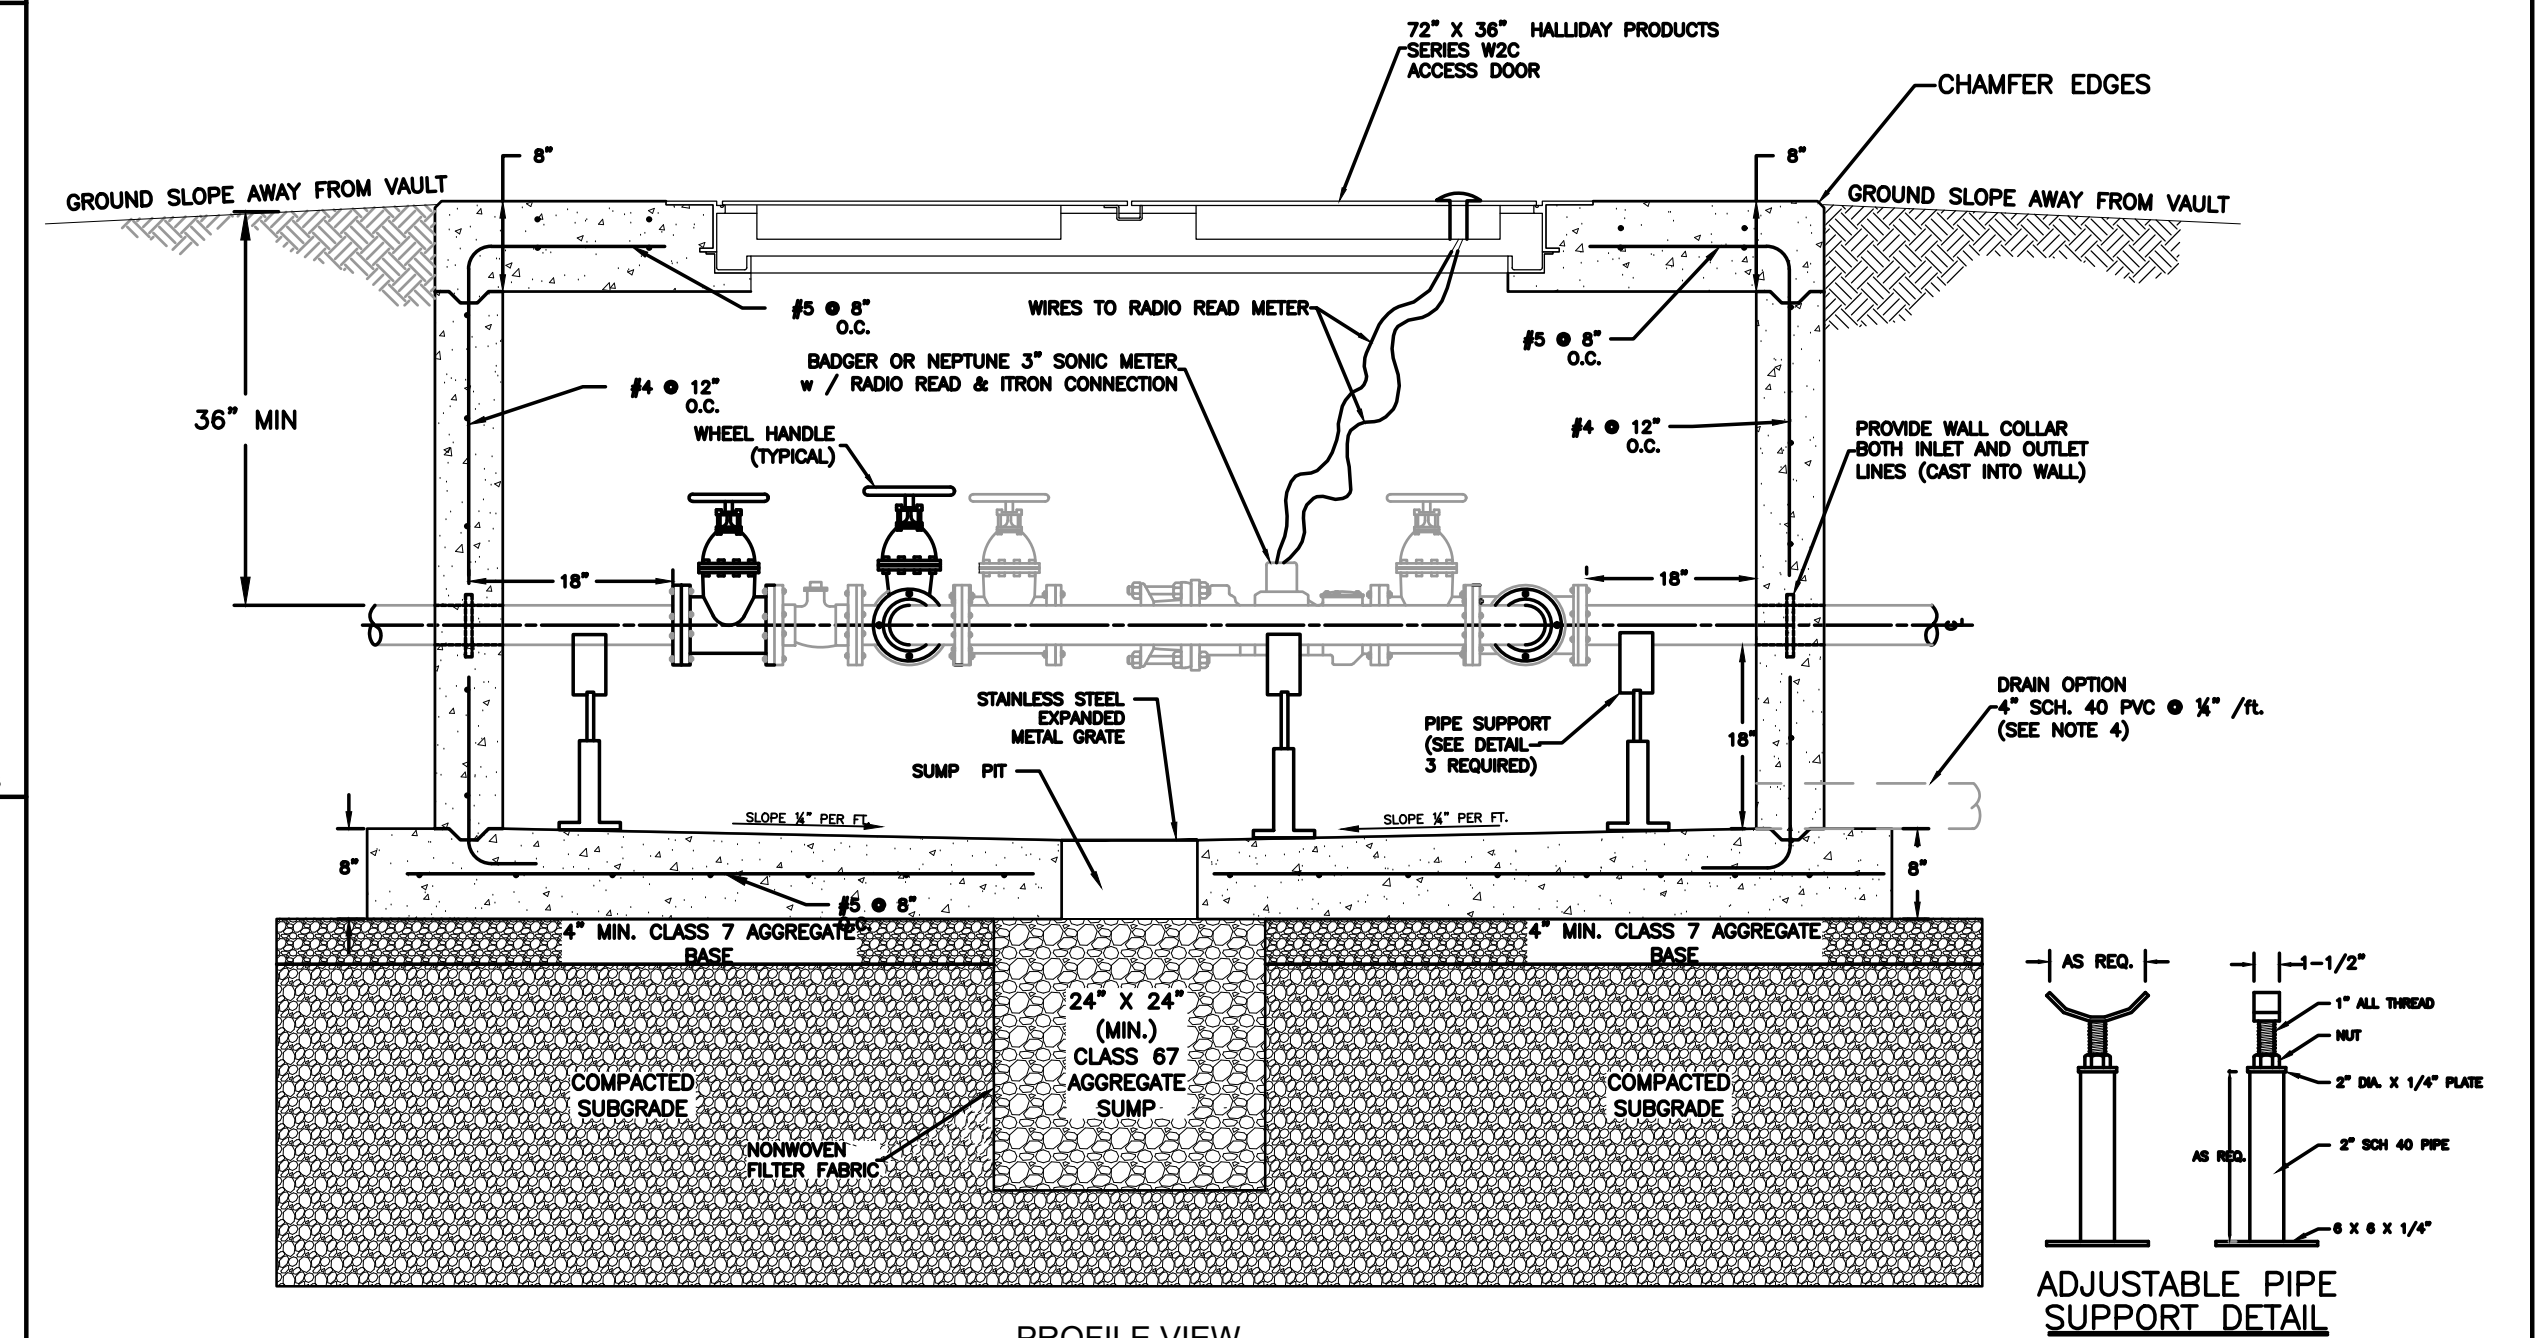 72" X 36" HALLIDAY PRODUCTS
SERIES W2C
ACCESS DOOR
CHAMFER EDGES
8"
8"
GROUND SLOPE AWAY FROM VAULT
GROUND SLOPE AWAY FROM VAULT
#5 @ 8"
O.C.
WIRES TO RADIO READ METER
#5 @ 8"
O.C.
BADGER OR NEPTUNE 3" SONIC METER
w / RADIO READ & ITRON CONNECTION
#4 @ 12"
O.C.
36" MIN
WHEEL HANDLE
(TYPICAL)
#4 @ 12"
O.C.
PROVIDE WALL COLLAR
BOTH INLET AND OUTLET
LINES (CAST INTO WALL)
18"
18"
STAINLESS STEEL
EXPANDED
METAL GRATE
SUMP PIT
PIPE SUPPORT
(SEE DETAIL
3 REQUIRED)
18"
DRAIN OPTION
4" SCH. 40 PVC @ ¼" /ft.
(SEE NOTE 4)
SLOPE ¼" PER FT.
SLOPE ¼" PER FT.
8"
8"
#5 @ 8"
O.C.
4" MIN. CLASS 7 AGGREGATE
BASE
4" MIN. CLASS 7 AGGREGATE
BASE
24" X 24"
(MIN.)
CLASS 67
AGGREGATE
SUMP
COMPACTED
SUBGRADE
COMPACTED
SUBGRADE
NONWOVEN
FILTER FABRIC
AS REQ.
1-1/2"
1" ALL THREAD
NUT
2" DIA. X 1/4" PLATE
2" SCH 40 PIPE
AS REQ.
6 X 6 X 1/4"
ADJUSTABLE PIPE
SUPPORT DETAIL
PROFILE VIEW